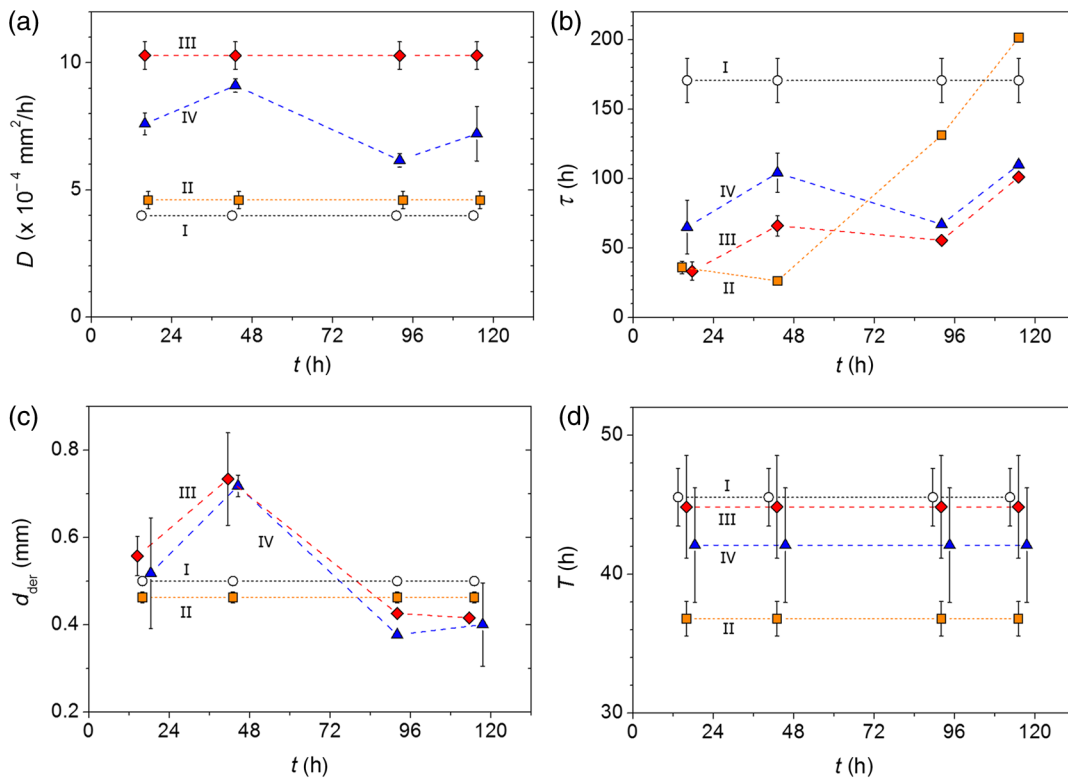 (a)
D (x 10⁻⁴ mm²/h)
10
5
0
III
IV
II
I
0 24 48 72 96 120
t (h)
(b)
τ (h)
200
150
100
50
0
I
IV
III
II
0 24 48 72 96 120
t (h)
(c)
d_der (mm)
0.8
0.6
0.4
0.2
III
IV
I
II
0 24 48 72 96 120
t (h)
(d)
T (h)
50
40
30
I
III
IV
II
0 24 48 72 96 120
t (h)